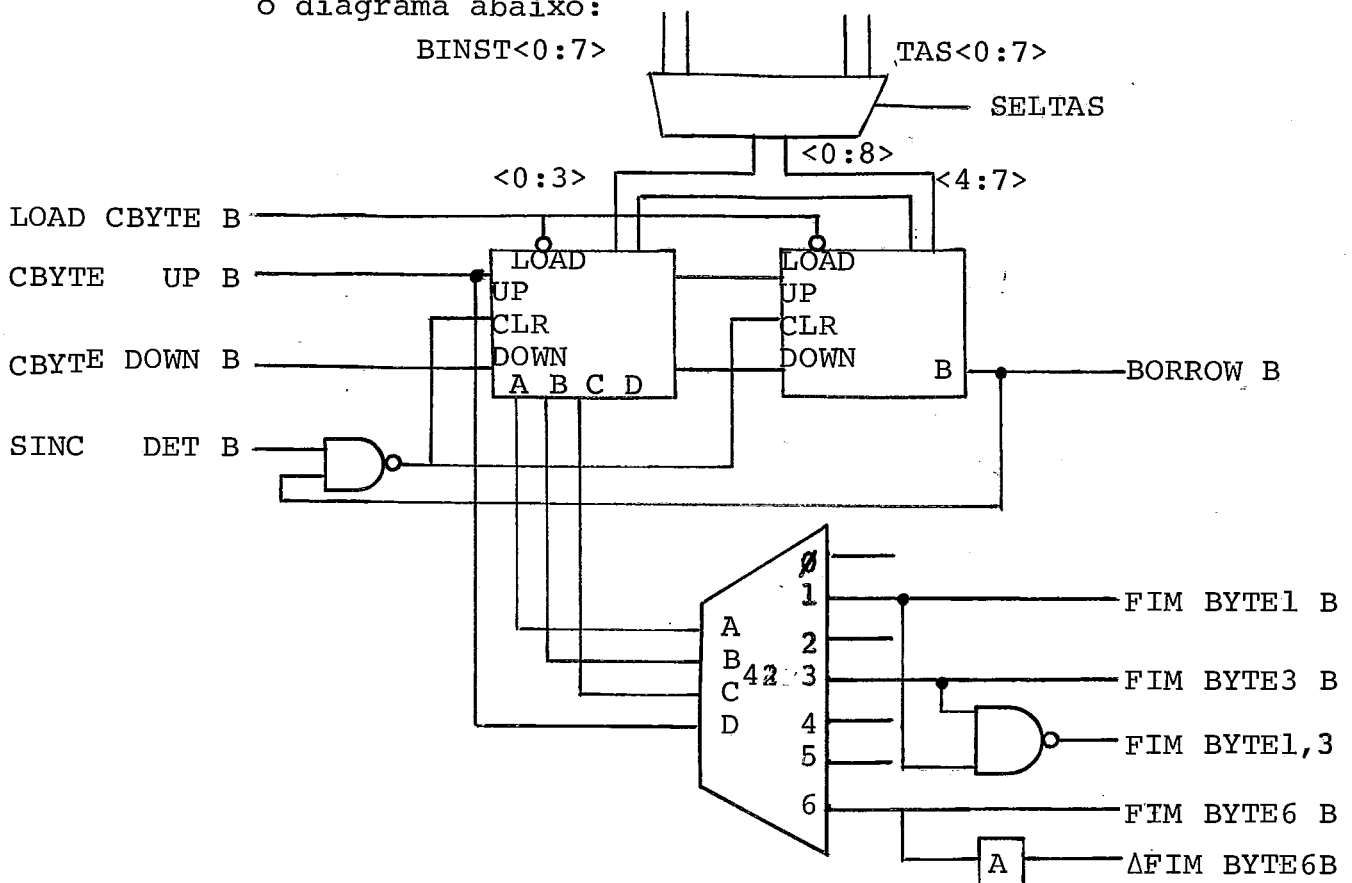 o diagrama abaixo:
BINST<0:7>
TAS<0:7>
SELTAS
<0:8>
<0:3>
<4:7>
LOAD CBYTE B
CBYTE UP B
CBYTE DOWN B
SINC DET B
LOAD
UP
CLR
DOWN
A B C D
LOAD
UP
CLR
DOWN
B
BORROW B
A
B
C
D
42
0
1
2
3
4
5
6
FIM BYTE1 B
FIM BYTE3 B
FIM BYTE1,3
FIM BYTE6 B
A
ΔFIM BYTE6B